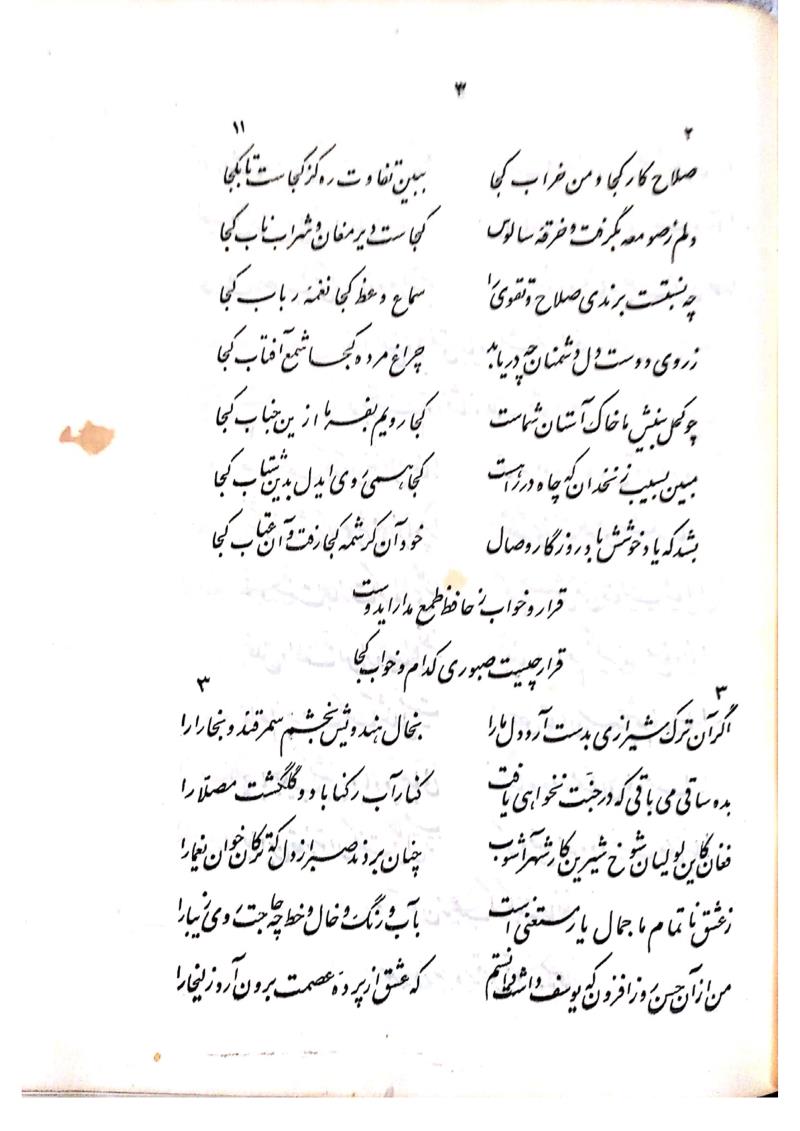 ۳
۲ ۱۱
صلاح کار کجا و من خراب کجا ببین تفاوت ره کز کجاست تا بکجا
دلم ز صومعه بگرفت و خرقهٔ سالوس کجاست دیر مغان و شراب ناب کجا
چه نسبتست برندی صلاح و تقوی را سماع وعظ کجا نغمهٔ رباب کجا
ز روی دوست دل دشمنان چه دریابد چراغ مرده کجا شمع آفتاب کجا
چو کحل بینش ما خاک آستان شماست کجا رویم بفرما ازین جناب کجا
مبین بسیب زنخدان که چاه در راهست کجا همی روی ایدل بدین شتاب کجا
بشد که یاد خوشش باد روزگار وصال خود آن کرشمه کجا رفت و آن عتاب کجا
قرار و خواب ز حافظ طمع مدار ایدوست
قرار چیست صبوری کدام و خواب کجا
۳ ۳
اگر آن ترک شیرازی بدست آرد دل ما را بخال هندویش بخشم سمرقند و بخارا را
بده ساقی می باقی که در جنّت نخواهی یافت کنار آب رکناباد و گلگشت مصلّا را
فغان کاین لولیان شوخ شیرین کار شهرآشوب چنان بردند صبر از دل که ترکان خوان یغما را
ز عشق ناتمام ما جمال یار مستغنی است بآب و رنگ و خال و خط چه حاجت روی زیبا را
من از آن حسن روزافزون که یوسف داشت دانستم که عشق از پردهٔ عصمت برون آرد زلیخا را